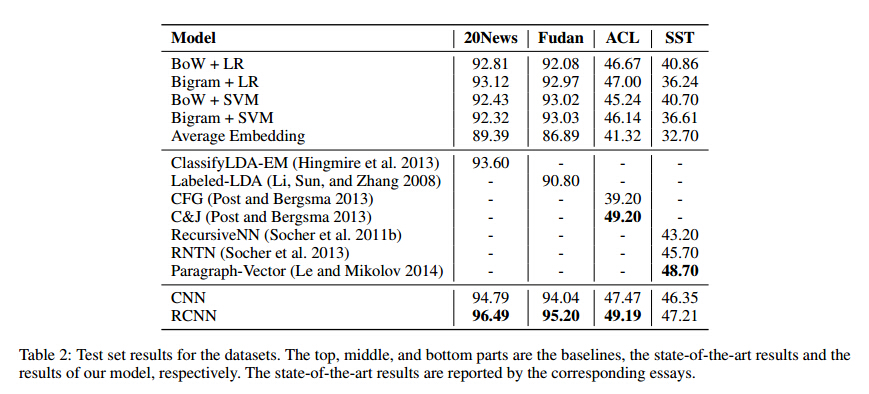 Model 20News Fudan ACL SST
BoW + LR 92.81 92.08 46.67 40.86
Bigram + LR 93.12 92.97 47.00 36.24
BoW + SVM 92.43 93.02 45.24 40.70
Bigram + SVM 92.32 93.03 46.14 36.61
Average Embedding 89.39 86.89 41.32 32.70
ClassifyLDA-EM (Hingmire et al. 2013) 93.60 - - -
Labeled-LDA (Li, Sun, and Zhang 2008) - 90.80 - -
CFG (Post and Bergsma 2013) - - 39.20 -
C&J (Post and Bergsma 2013) - - 49.20 -
RecursiveNN (Socher et al. 2011b) - - - 43.20
RNTN (Socher et al. 2013) - - - 45.70
Paragraph-Vector (Le and Mikolov 2014) - - - 48.70
CNN 94.79 94.04 47.47 46.35
RCNN 96.49 95.20 49.19 47.21
Table 2: Test set results for the datasets. The top, middle, and bottom parts are the baselines, the state-of-the-art results and the
results of our model, respectively. The state-of-the-art results are reported by the corresponding essays.